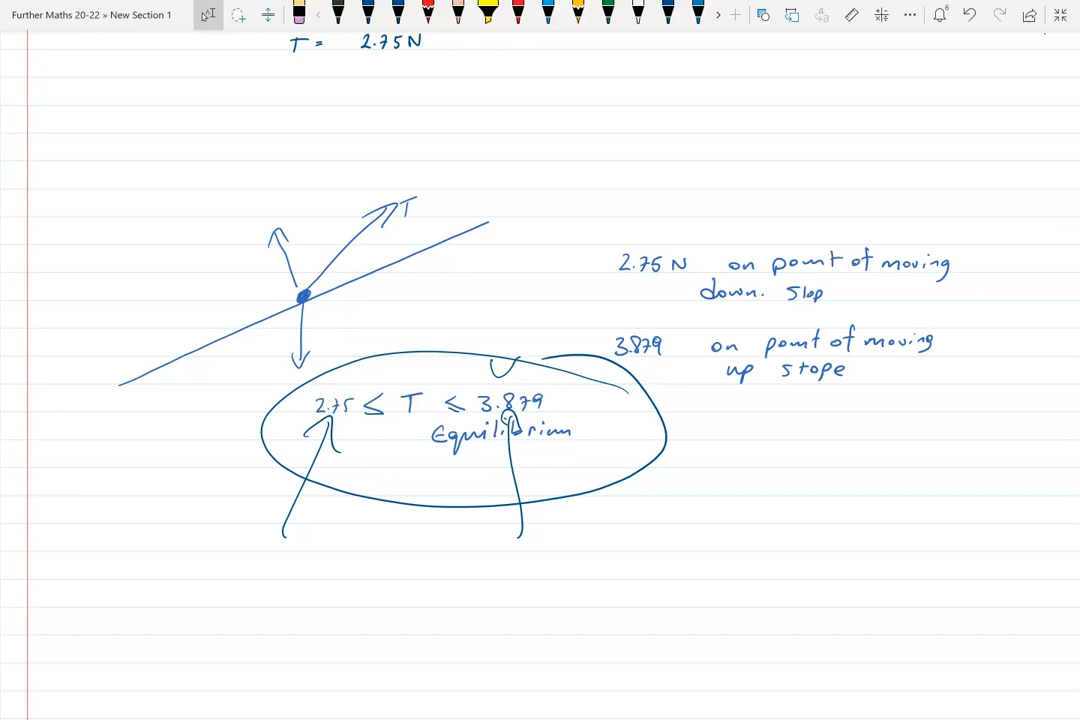 Further Maths 20-22 » New Section 1
T = 2.75 N
T
2.75 N on point of moving
down. slop
3.879 on point of moving
up slope
2.75 ≤ T ≤ 3.879
Equilibrium